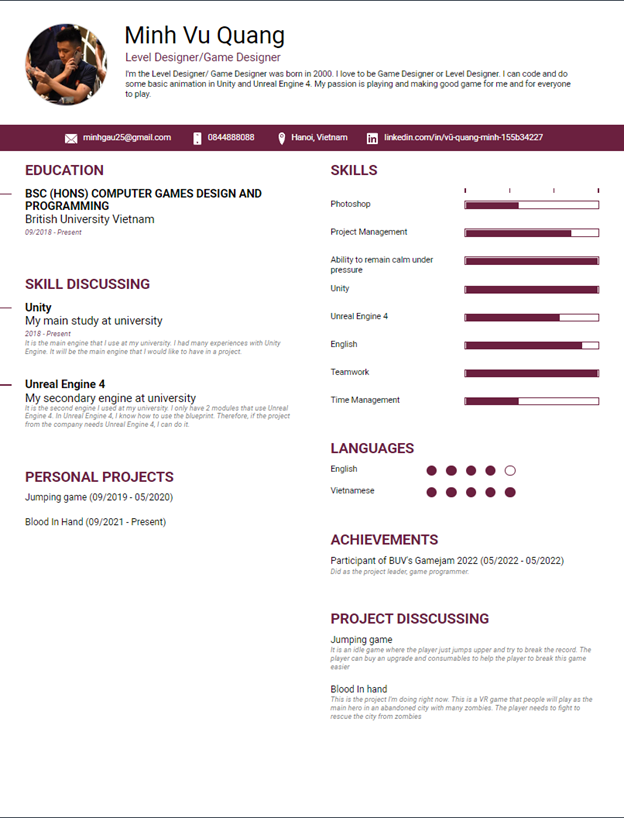 Minh Vu Quang
Level Designer/Game Designer
I'm the Level Designer/ Game Designer was born in 2000. I love to be Game Designer or Level Designer. I can code and do
some basic animation in Unity and Unreal Engine 4. My passion is playing and making good game for me and for everyone
to play.
minhgau25@gmail.com 0844888088 Hanoi, Vietnam linkedin.com/in/vũ-quang-minh-155b34227
EDUCATION
BSC (HONS) COMPUTER GAMES DESIGN AND
PROGRAMMING
British University Vietnam
09/2018 - Present
SKILL DISCUSSING
Unity
My main study at university
2018 - Present
It is the main engine that I use at my university. I had many experiences with Unity
Engine. It will be the main engine that I would like to have in a project.
Unreal Engine 4
My secondary engine at university
It is the second engine I used at my university. I only have 2 modules that use Unreal
Engine 4. In Unreal Engine 4, I know how to use the blueprint. Therefore, if the project
from the company needs Unreal Engine 4, I can do it.
PERSONAL PROJECTS
Jumping game (09/2019 - 05/2020)
Blood In Hand (09/2021 - Present)
SKILLS
Photoshop
Project Management
Ability to remain calm under
pressure
Unity
Unreal Engine 4
English
Teamwork
Time Management
LANGUAGES
English
Vietnamese
ACHIEVEMENTS
Participant of BUV's Gamejam 2022 (05/2022 - 05/2022)
Did as the project leader, game programmer.
PROJECT DISSCUSSING
Jumping game
It is an idle game where the player just jumps upper and try to break the record. The
player can buy an upgrade and consumables to help the player to break this game
easier
Blood In hand
This is the project I'm doing right now. This is a VR game that people will play as the
main hero in an abandoned city with many zombies. The player needs to fight to
rescue the city from zombies